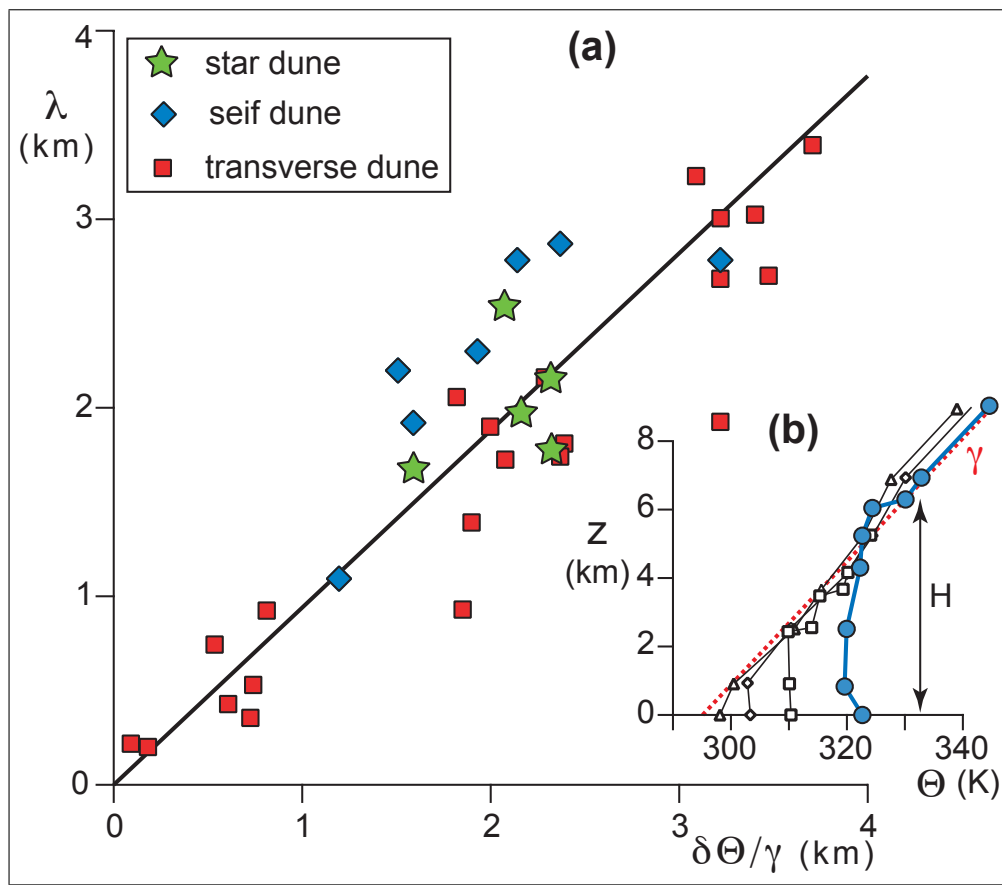 (a)
4
λ
(km)
star dune
seif dune
transverse dune
3
2
1
0
0
1
2
3
4
δΘ/γ (km)
(b)
8
6
4
2
0
z
(km)
γ
H
300
320
340
Θ (K)